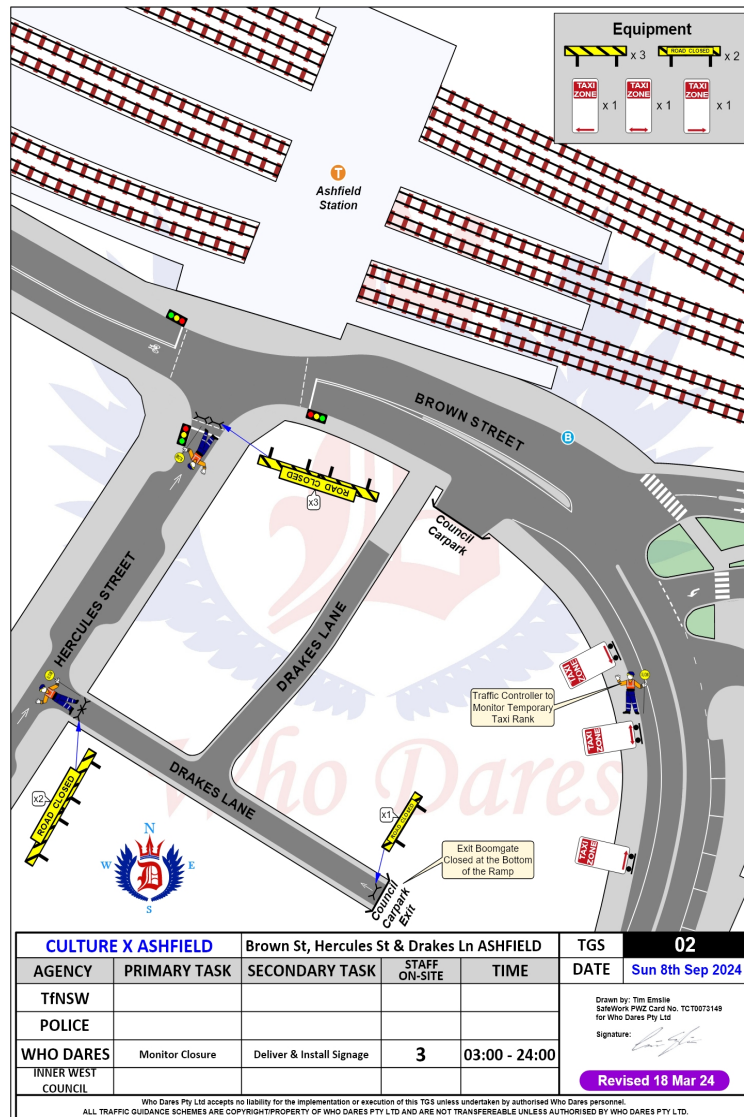 Equipment
x 3
ROAD CLOSED
x 2
TAXI
ZONE
x 1
TAXI
ZONE
x 1
TAXI
ZONE
x 1
T
Ashfield
Station
BROWN STREET
B
ROAD CLOSED
x3
Council
Carpark
HERCULES STREET
DRAKES LANE
TAXI
ZONE
Traffic Controller to
Monitor Temporary
Taxi Rank
TAXI
ZONE
Who Dares
DRAKES LANE
ROAD CLOSED
x2
x1
ROAD CLOSED
TAXI
ZONE
Exit Boomgate
Closed at the Bottom
of the Ramp
N
W
E
S
D
Council
Carpark
Exit
CULTURE X ASHFIELD Brown St, Hercules St & Drakes Ln ASHFIELD TGS 02
AGENCY PRIMARY TASK SECONDARY TASK STAFF ON-SITE TIME DATE Sun 8th Sep 2024
TfNSW
POLICE
WHO DARES Monitor Closure Deliver & Install Signage 3 03:00 - 24:00
INNER WEST
COUNCIL
Drawn by: Tim Emslie
SafeWork PWZ Card No. TCT0073149
for Who Dares Pty Ltd
Signature:
Revised 18 Mar 24
Who Dares Pty Ltd accepts no liability for the implementation or execution of this TGS unless undertaken by authorised Who Dares personnel.
ALL TRAFFIC GUIDANCE SCHEMES ARE COPYRIGHT/PROPERTY OF WHO DARES PTY LTD AND ARE NOT TRANSFEREABLE UNLESS AUTHORISED BY WHO DARES PTY LTD.